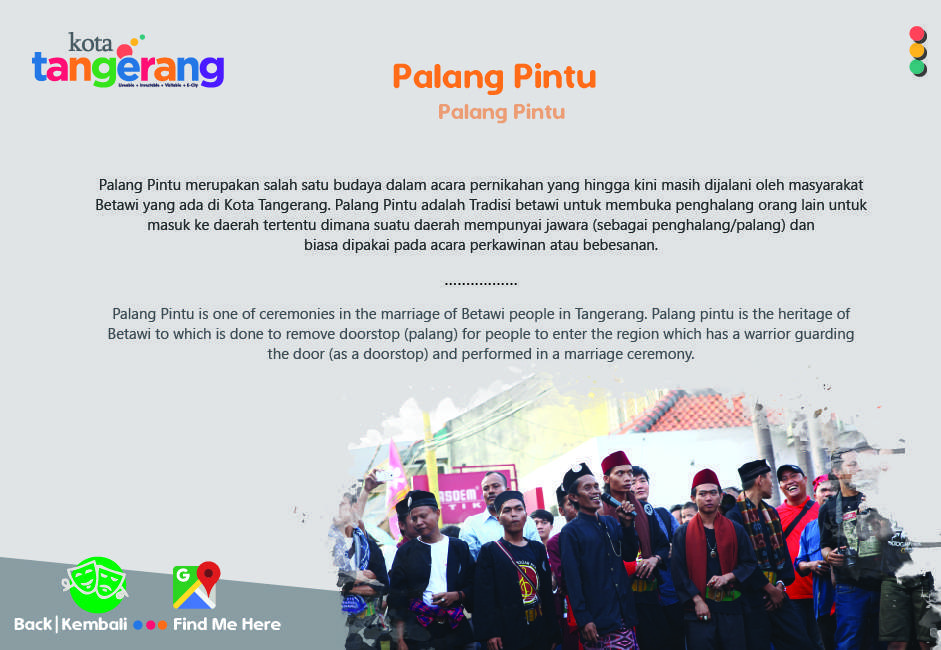 kota
tangerang
Liveable + Investable + Visitable + E-City
Palang Pintu
Palang Pintu
Palang Pintu merupakan salah satu budaya dalam acara pernikahan yang hingga kini masih dijalani oleh masyarakat
Betawi yang ada di Kota Tangerang. Palang Pintu adalah Tradisi betawi untuk membuka penghalang orang lain untuk
masuk ke daerah tertentu dimana suatu daerah mempunyai jawara (sebagai penghalang/palang) dan
biasa dipakai pada acara perkawinan atau bebesanan.
.................
Palang Pintu is one of ceremonies in the marriage of Betawi people in Tangerang. Palang pintu is the heritage of
Betawi to which is done to remove doorstop (palang) for people to enter the region which has a warrior guarding
the door (as a doorstop) and performed in a marriage ceremony.
G
Back|Kembali
Find Me Here